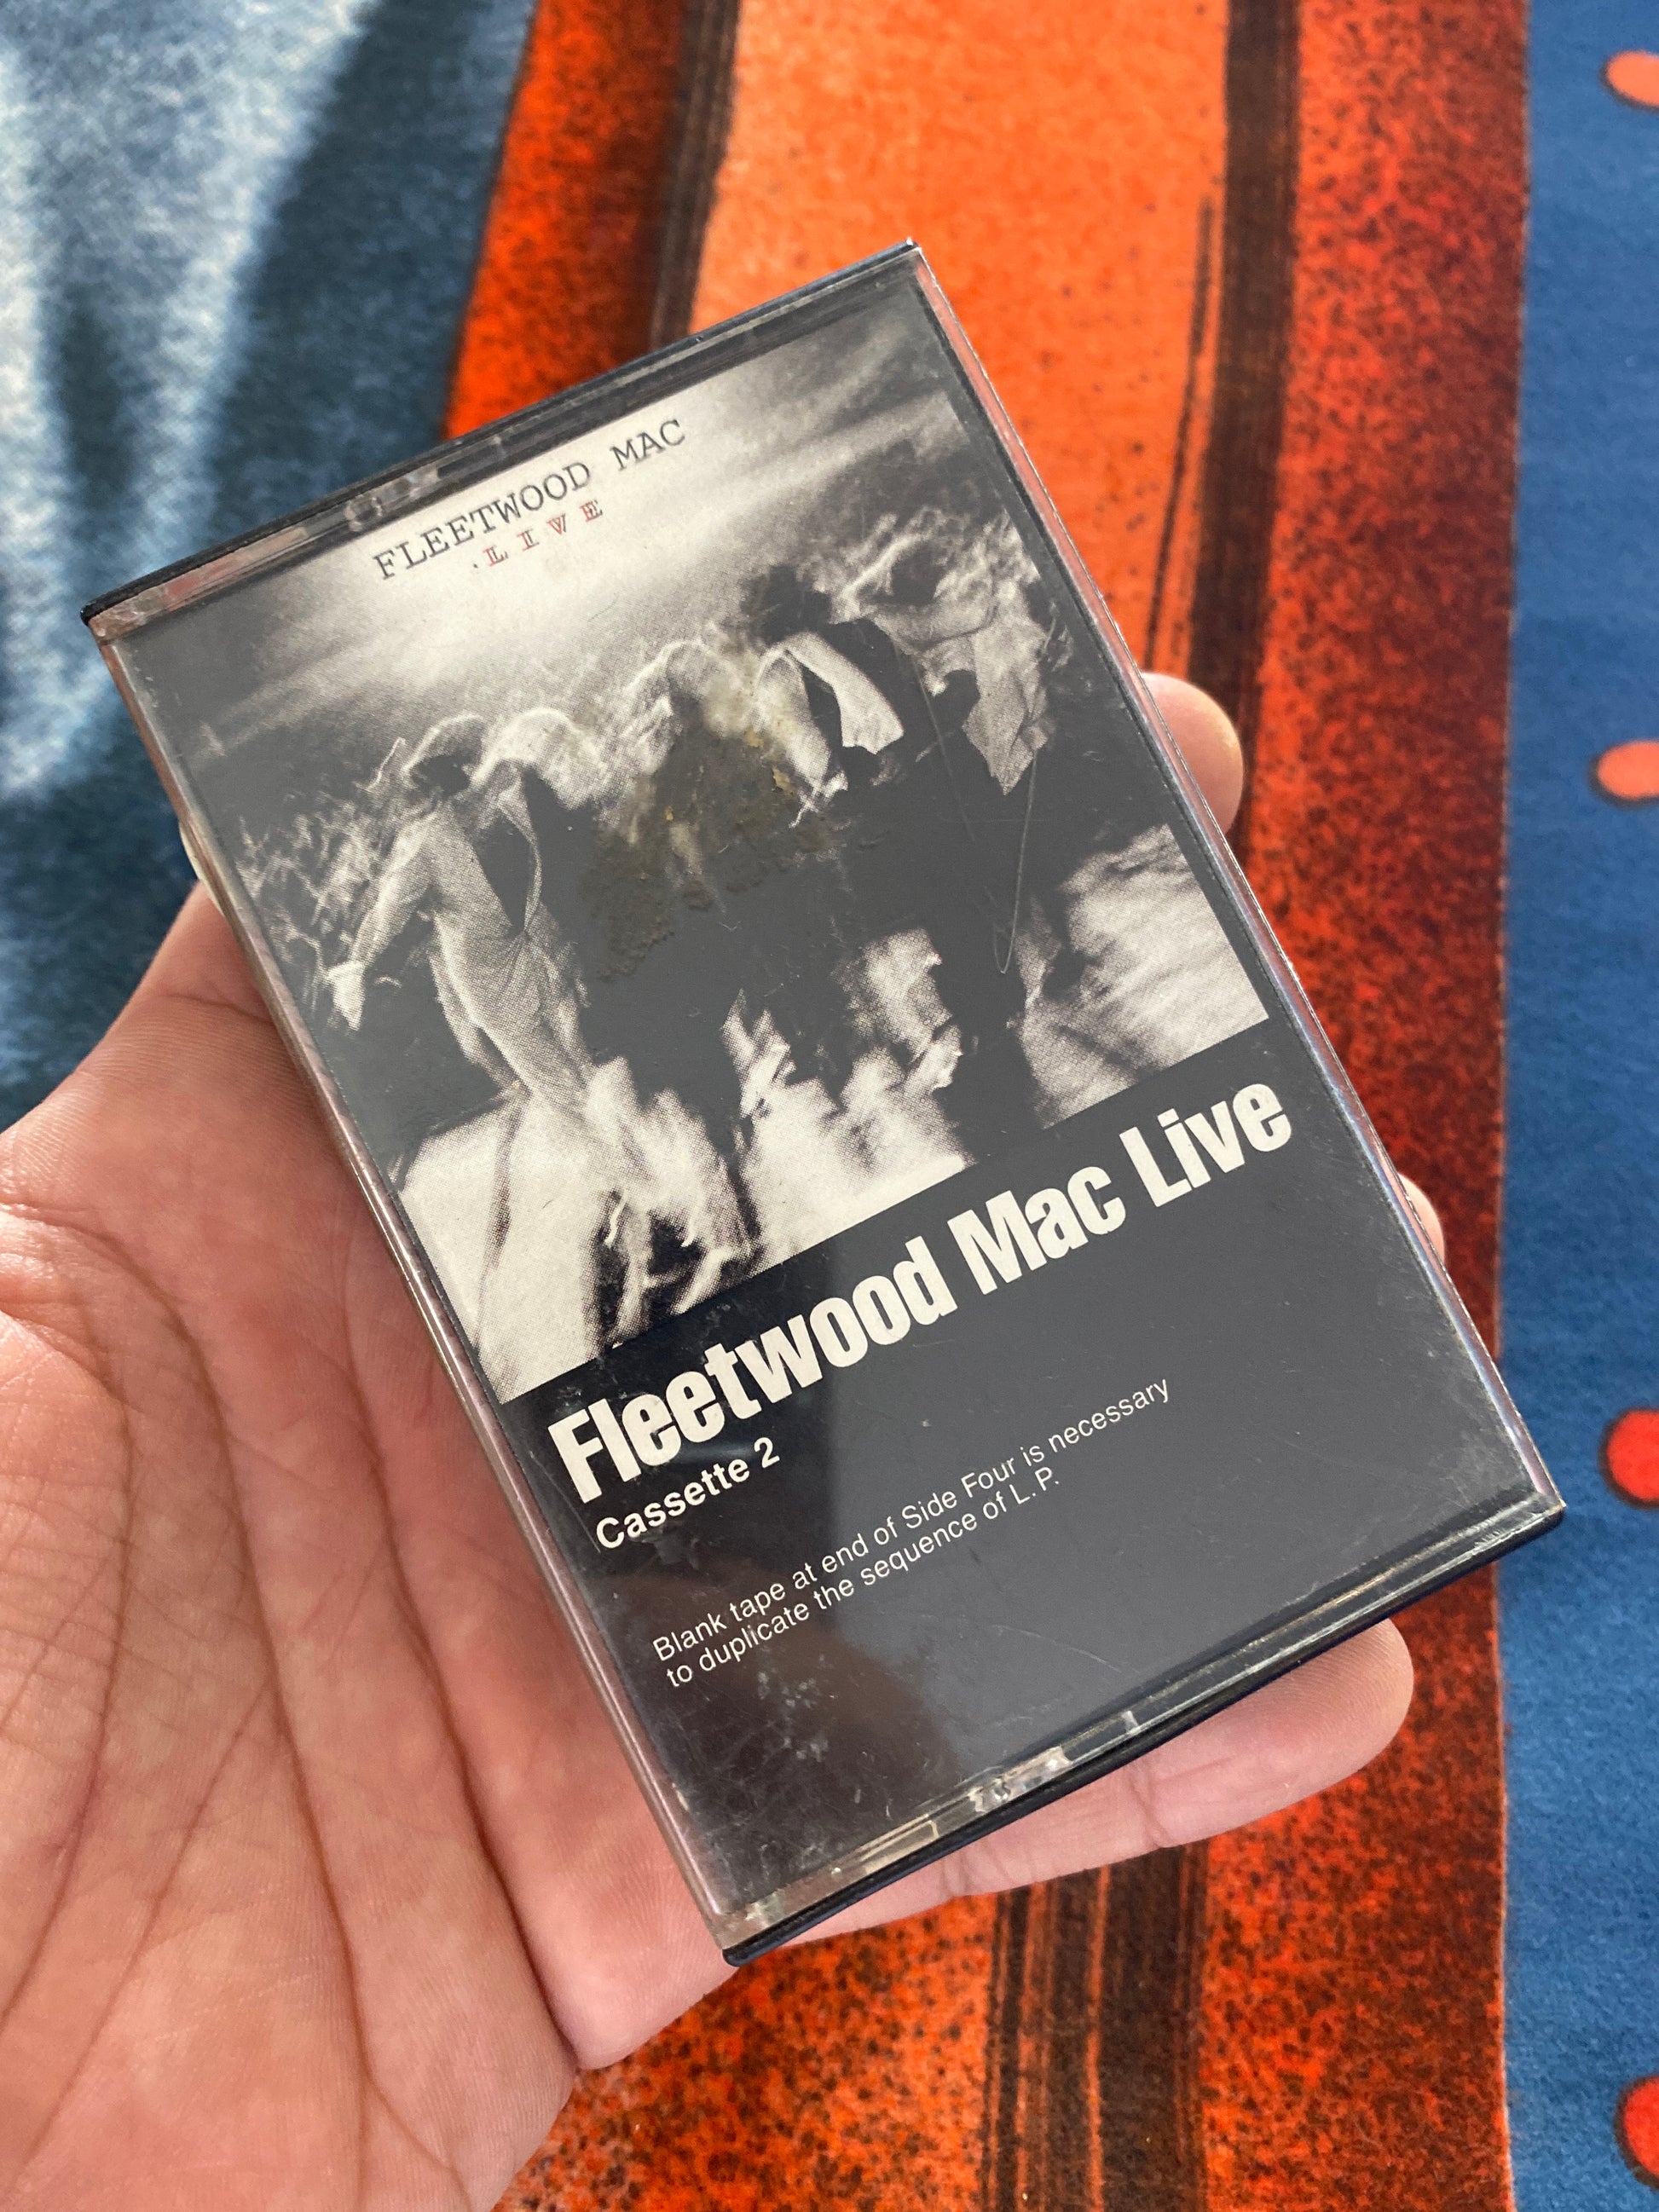 FLEETWOOD MAC
LIVE
Fleetwood Mac Live
Cassette 2
Blank tape at end of Side Four is necessary
to duplicate the sequence of L.P.